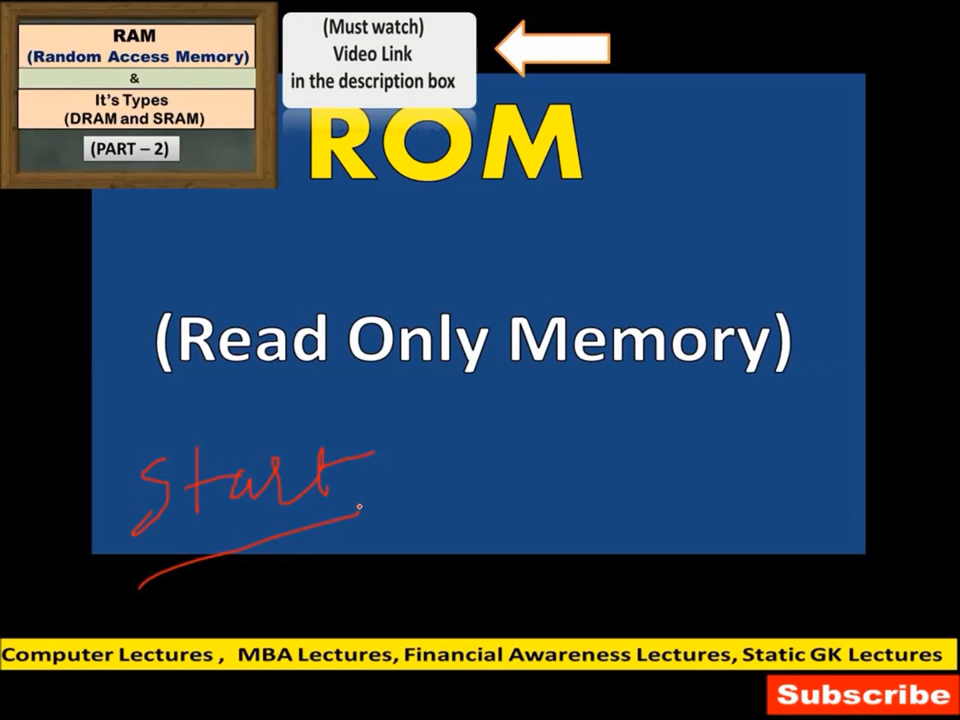 RAM
(Random Access Memory)
&
It's Types
(DRAM and SRAM)
(PART – 2)
(Must watch)
Video Link
in the description box
ROM
(Read Only Memory)
Start
Computer Lectures , MBA Lectures, Financial Awareness Lectures, Static GK Lectures
Subscribe